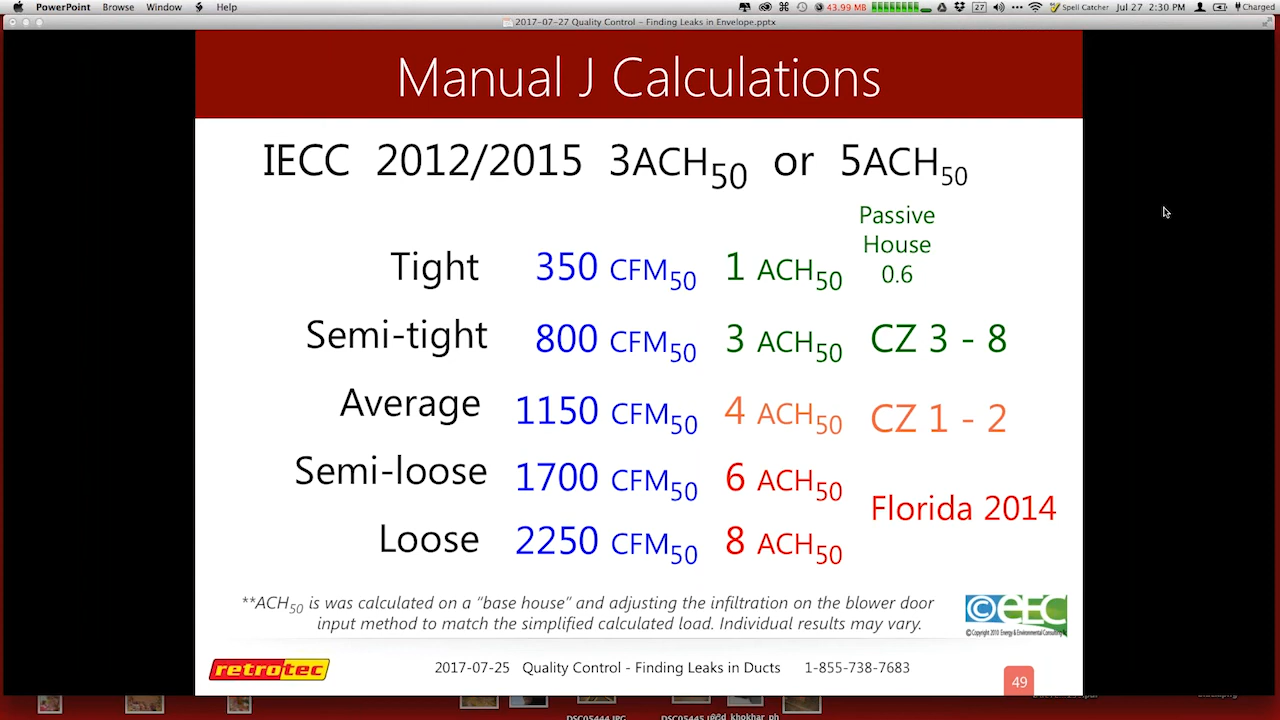 PowerPoint Browse Window Help 43.99 MB 27 Spell Catcher Jul 27 2:30 PM Charged
2017-07-27 Quality Control - Finding Leaks in Envelope.pptx
Manual J Calculations
IECC 2012/2015 3ACH50 or 5ACH50
Passive
House
0.6
Tight 350 CFM50 1 ACH50
Semi-tight 800 CFM50 3 ACH50 CZ 3 - 8
Average 1150 CFM50 4 ACH50 CZ 1 - 2
Semi-loose 1700 CFM50 6 ACH50
Florida 2014
Loose 2250 CFM50 8 ACH50
**ACH50 is was calculated on a “base house” and adjusting the infiltration on the blower door
input method to match the simplified calculated load. Individual results may vary.
©eEC
©Copyright 2010 Energy & Environmental Consulting
retrotec
2017-07-25 Quality Control - Finding Leaks in Ducts 1-855-738-7683
49
DSC05444.JPG